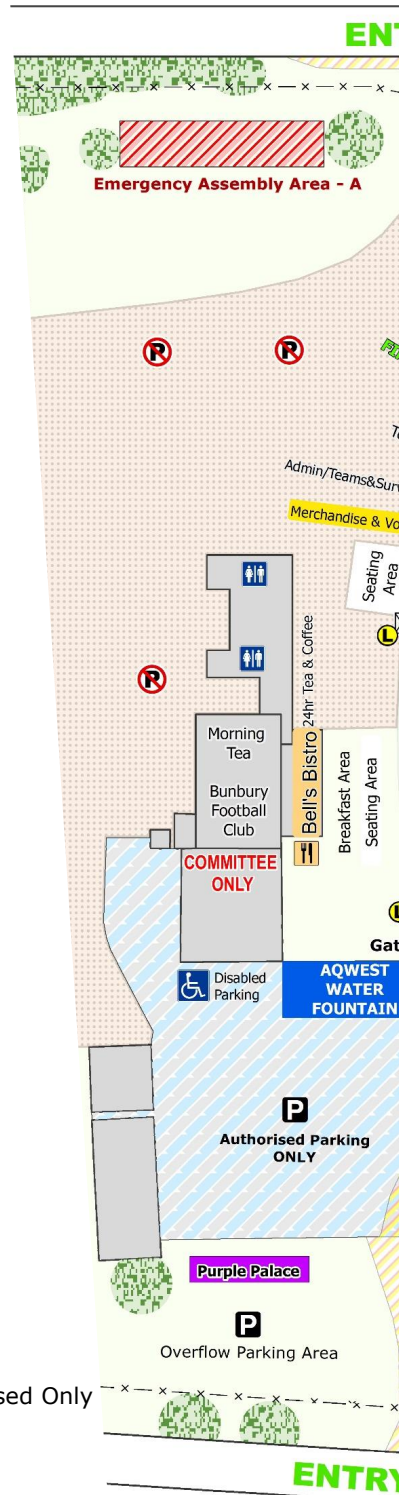 ENT
Emergency Assembly Area - A
P
P
FI
Te
Admin/Teams&Surv
Merchandise & Vo
Seating
Area
L
P
24hr Tea & Coffee
Bell's Bistro
Morning
Tea
Bunbury
Football
Club
Breakfast Area
Seating Area
COMMITTEE
ONLY
L
Gat
Disabled
Parking
AQWEST
WATER
FOUNTAIN
P
Authorised Parking
ONLY
Purple Palace
P
Overflow Parking Area
sed Only
ENTRY